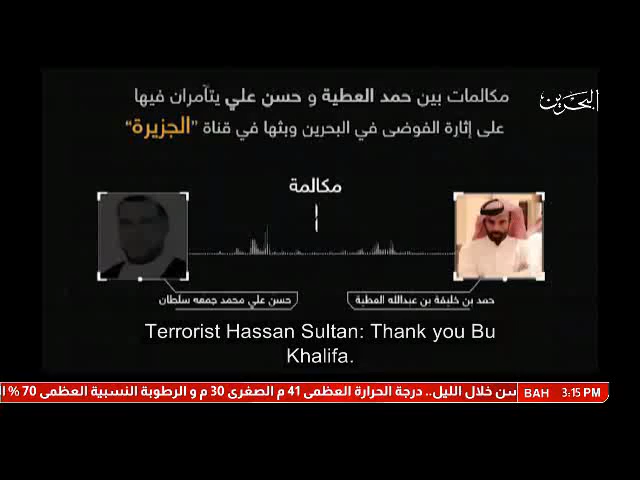 مكالمات بين حمد العطية و حسن علي يتآمران فيها
على إثارة الفوضى في البحرين وبثها في قناة "الجزيرة"
البحرين
مكالمة
1
حمد بن خليفة بن عبدالله العطية
حسن علي محمد جمعه سلطان
Terrorist Hassan Sultan: Thank you Bu
Khalifa.
خلال الليل.. درجة الحرارة العظمى 41 م الصغرى 30 م و الرطوبة النسبية العظمى 70 %
BAH 3:15 PM